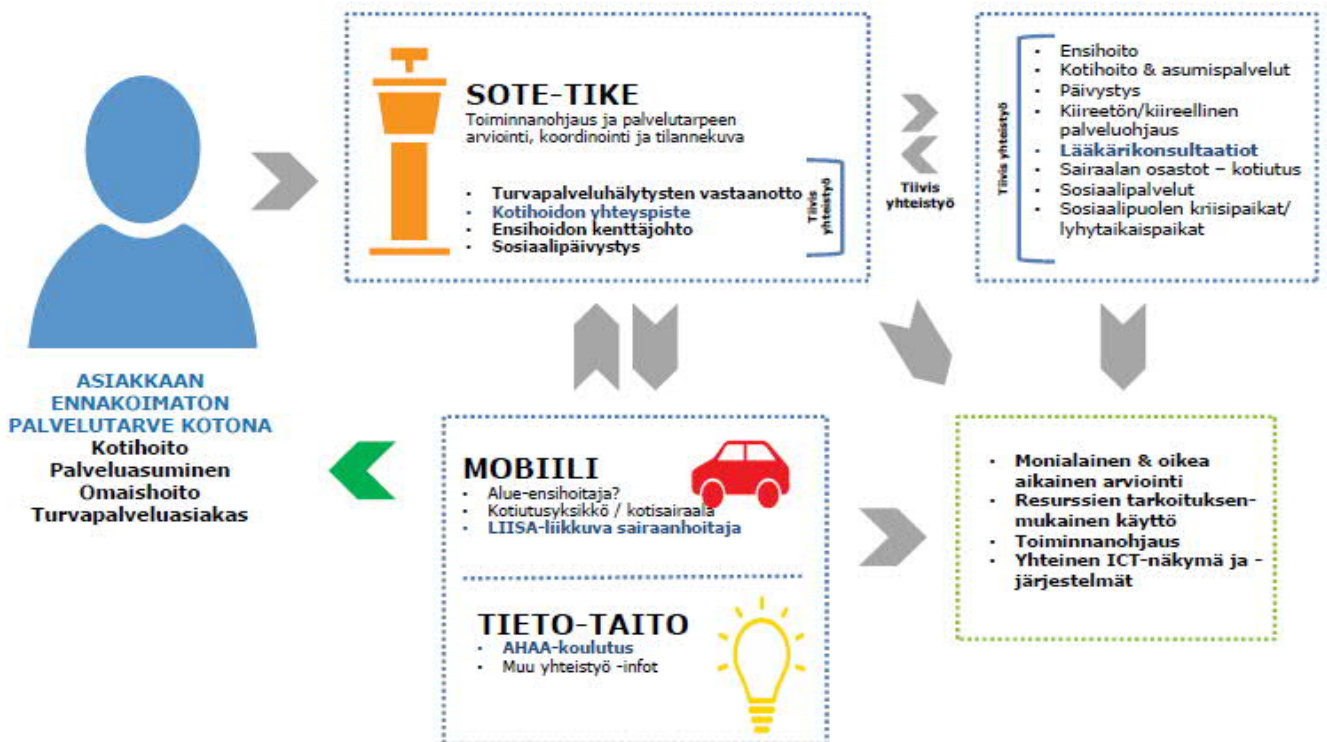 ASIAKKAAN
ENNAKOIMATON
PALVELUTARVE KOTONA
Kotihoito
Palveluasuminen
Omaishoito
Turvapalveluasiakas
SOTE-TIKE
Toiminnanohjaus ja palvelutarpeen
arviointi, koordinointi ja tilannekuva
• Turvapalveluhälytysten vastaanotto
• Kotihoidon yhteyspiste
• Ensihoidon kenttäjohto
• Sosiaalipäivystys
Tiivis
yhteistyö
Tiivis
yhteistyö
Tiivis yhteistyö
• Ensihoito
• Kotihoito & asumispalvelut
• Päivystys
• Kiireetön/kiireellinen
palveluohjaus
• Lääkärikonsultaatiot
• Sairaalan osastot – kotiutus
• Sosiaalipalvelut
• Sosiaalipuolen kriisipaikat/
lyhytaikaispaikat
MOBIILI
• Alue-ensihoitaja?
• Kotiutusyksikkö / kotisairaala
• LIISA-liikkuva sairaanhoitaja
TIETO-TAITO
• AHAA-koulutus
• Muu yhteistyö -infot
• Monialainen & oikea
aikainen arviointi
• Resurssien tarkoituksen-
mukainen käyttö
• Toiminnanohjaus
• Yhteinen ICT-näkymä ja -
järjestelmät